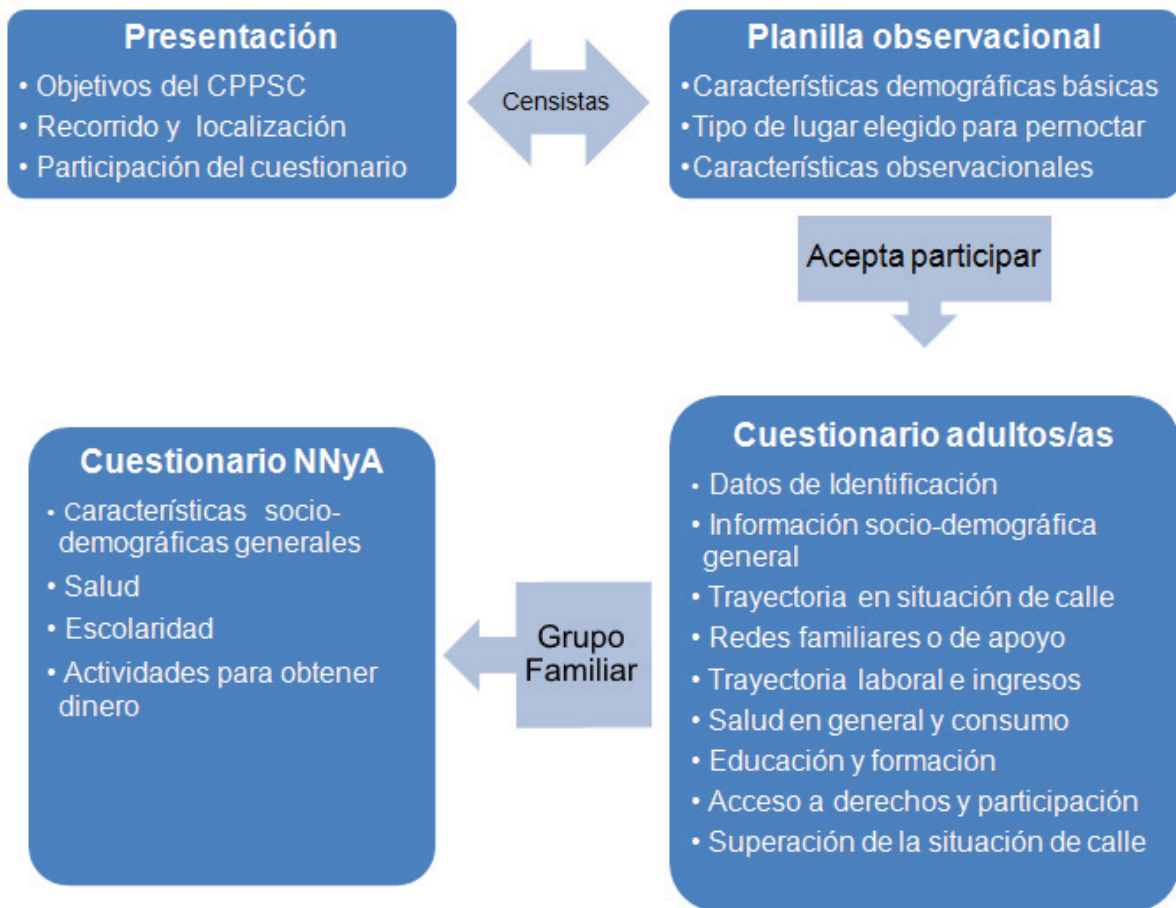 Presentación
• Objetivos del CPPSC
• Recorrido y localización
• Participación del cuestionario
Censistas
Planilla observacional
•Características demográficas básicas
•Tipo de lugar elegido para pernoctar
•Características observacionales
Acepta participar
Cuestionario adultos/as
• Datos de Identificación
• Información socio-demográfica
general
• Trayectoria en situación de calle
• Redes familiares o de apoyo
• Trayectoria laboral e ingresos
• Salud en general y consumo
• Educación y formación
• Acceso a derechos y participación
• Superación de la situación de calle
Grupo
Familiar
Cuestionario NNyA
• Características socio-
demográficas generales
• Salud
• Escolaridad
• Actividades para obtener
dinero